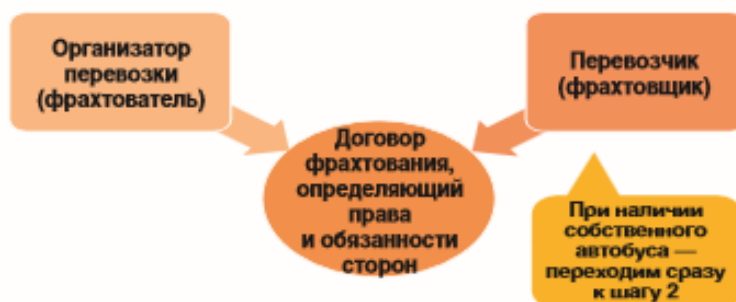 Организатор
перевозки
(фрахтователь)
Перевозчик
(фрахтовщик)
Договор
фрахтования,
определяющий
права
и обязанности
сторон
При наличии
собственного
автобуса —
переходим сразу
к шагу 2